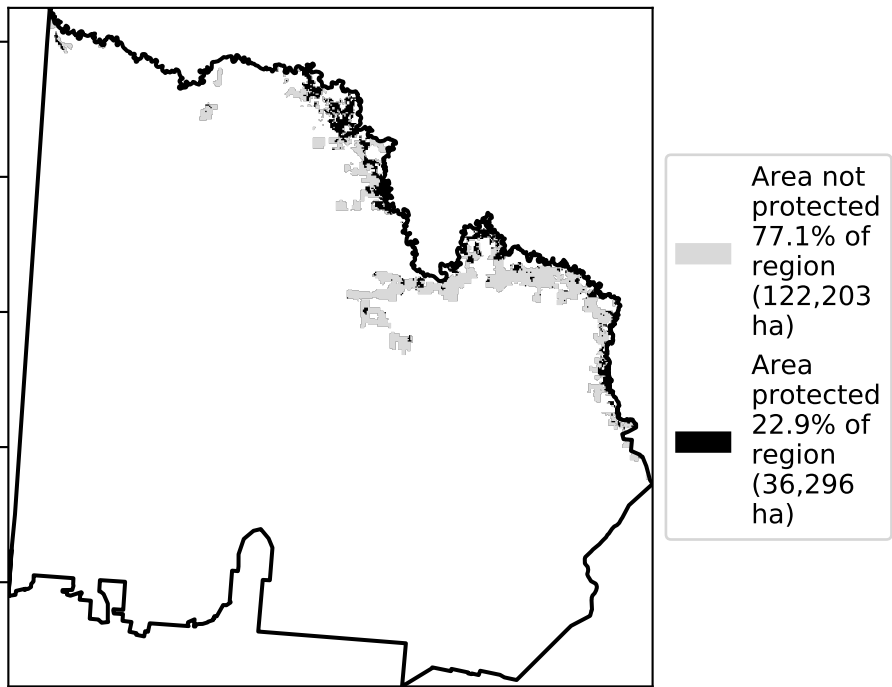 Area not
protected
77.1% of
region
(122,203
ha)
Area
protected
22.9% of
region
(36,296
ha)